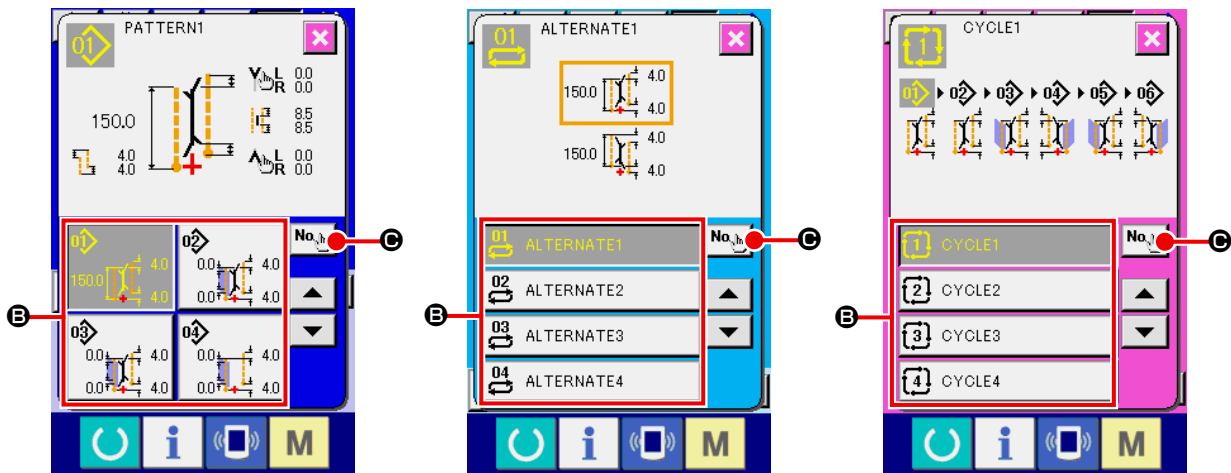 01 PATTERN1
150.0
4.0
4.0
L 0.0
R 0.0
8.5
8.5
L 0.0
R 0.0
01
150.0
4.0
4.0
02
0.0
4.0
0.0
4.0
03
0.0
4.0
0.0
4.0
04
0.0
4.0
0.0
4.0
No.
B
C
i
M
01 ALTERNATE1
150.0
4.0
4.0
150.0
4.0
4.0
01 ALTERNATE1
02 ALTERNATE2
03 ALTERNATE3
04 ALTERNATE4
No.
B
C
i
M
1 CYCLE1
01 02 03 04 05 06
1 CYCLE1
2 CYCLE2
3 CYCLE3
4 CYCLE4
No.
B
C
i
M